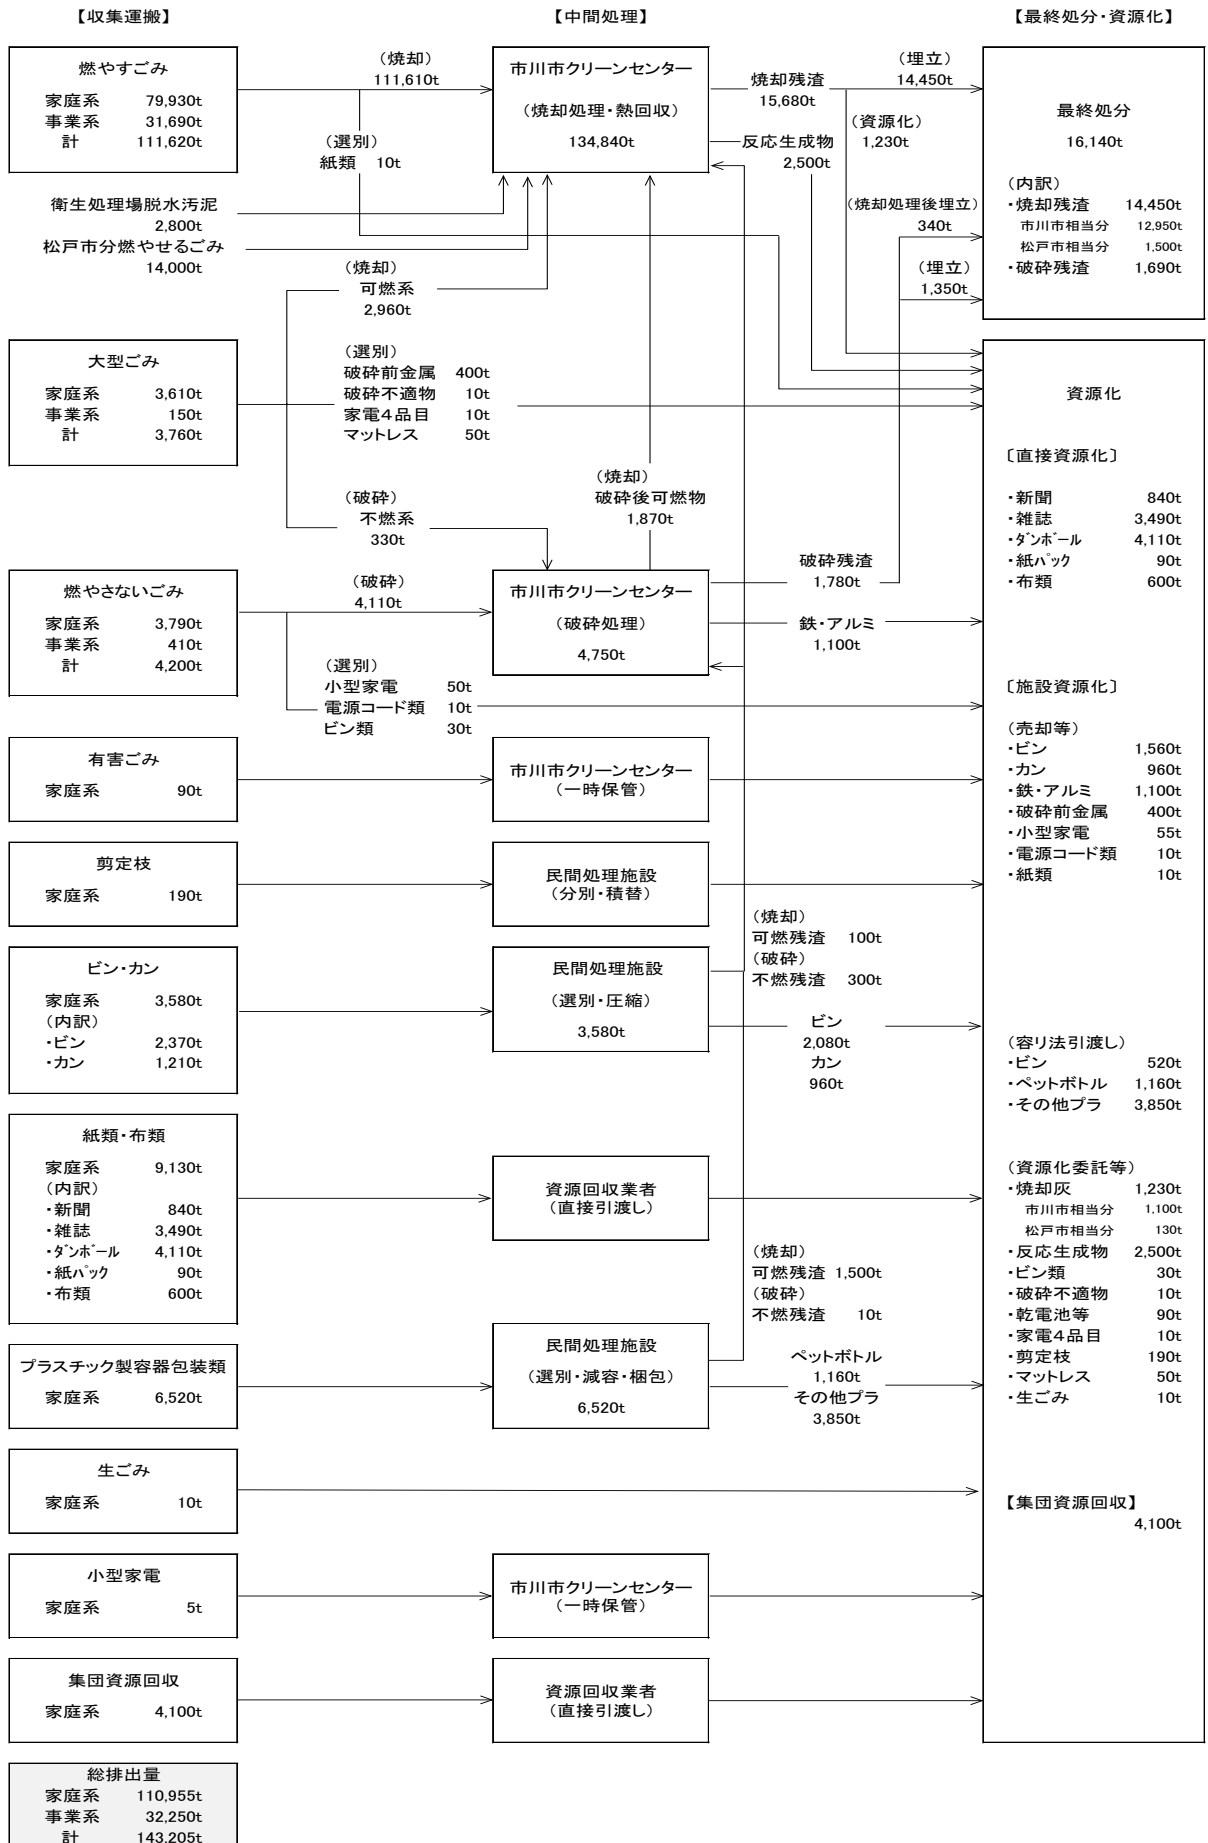 【収集運搬】
【中間処理】
【最終処分・資源化】
燃やすごみ
家庭系 79,930t
事業系 31,690t
計 111,620t
（焼却）
111,610t
（選別）
紙類 10t
市川市クリーンセンター
（焼却処理・熱回収）
134,840t
焼却残渣
15,680t
（埋立）
14,450t
（資源化）
1,230t
反応生成物
2,500t
最終処分
16,140t
（内訳）
・焼却残渣 14,450t
市川市相当分 12,950t
松戸市相当分 1,500t
・破砕残渣 1,690t
衛生処理場脱水汚泥
2,800t
松戸市分燃やせるごみ
14,000t
（焼却処理後埋立）
340t
（埋立）
1,350t
（焼却）
可燃系
2,960t
大型ごみ
家庭系 3,610t
事業系 150t
計 3,760t
（選別）
破砕前金属 400t
破砕不適物 10t
家電４品目 10t
マットレス 50t
（破砕）
不燃系
330t
（焼却）
破砕後可燃物
1,870t
燃やさないごみ
家庭系 3,790t
事業系 410t
計 4,200t
（破砕）
4,110t
（選別）
小型家電 50t
電源コード類 10t
ビン類 30t
市川市クリーンセンター
（破砕処理）
4,750t
破砕残渣
1,780t
鉄・アルミ
1,100t
有害ごみ
家庭系 90t
市川市クリーンセンター
（一時保管）
剪定枝
家庭系 190t
民間処理施設
（分別・積替）
ビン・カン
家庭系 3,580t
（内訳）
・ビン 2,370t
・カン 1,210t
民間処理施設
（選別・圧縮）
3,580t
（焼却）
可燃残渣 100t
（破砕）
不燃残渣 300t
ビン
2,080t
カン
960t
紙類・布類
家庭系 9,130t
（内訳）
・新聞 840t
・雑誌 3,490t
・ダンボール 4,110t
・紙パック 90t
・布類 600t
資源回収業者
（直接引渡し）
（焼却）
可燃残渣 1,500t
（破砕）
不燃残渣 10t
プラスチック製容器包装類
家庭系 6,520t
民間処理施設
（選別・減容・梱包）
6,520t
ペットボトル
1,160t
その他プラ
3,850t
生ごみ
家庭系 10t
小型家電
家庭系 5t
市川市クリーンセンター
（一時保管）
集団資源回収
家庭系 4,100t
資源回収業者
（直接引渡し）
総排出量
家庭系 110,955t
事業系 32,250t
計 143,205t
資源化
〔直接資源化〕
・新聞 840t
・雑誌 3,490t
・ダンボール 4,110t
・紙パック 90t
・布類 600t
〔施設資源化〕
（売却等）
・ビン 1,560t
・カン 960t
・鉄・アルミ 1,100t
・破砕前金属 400t
・小型家電 55t
・電源コード類 10t
・紙類 10t
（容リ法引渡し）
・ビン 520t
・ペットボトル 1,160t
・その他プラ 3,850t
（資源化委託等）
・焼却灰 1,230t
市川市相当分 1,100t
松戸市相当分 130t
・反応生成物 2,500t
・ビン類 30t
・破砕不適物 10t
・乾電池等 90t
・家電４品目 10t
・剪定枝 190t
・マットレス 50t
・生ごみ 10t
【集団資源回収】
4,100t